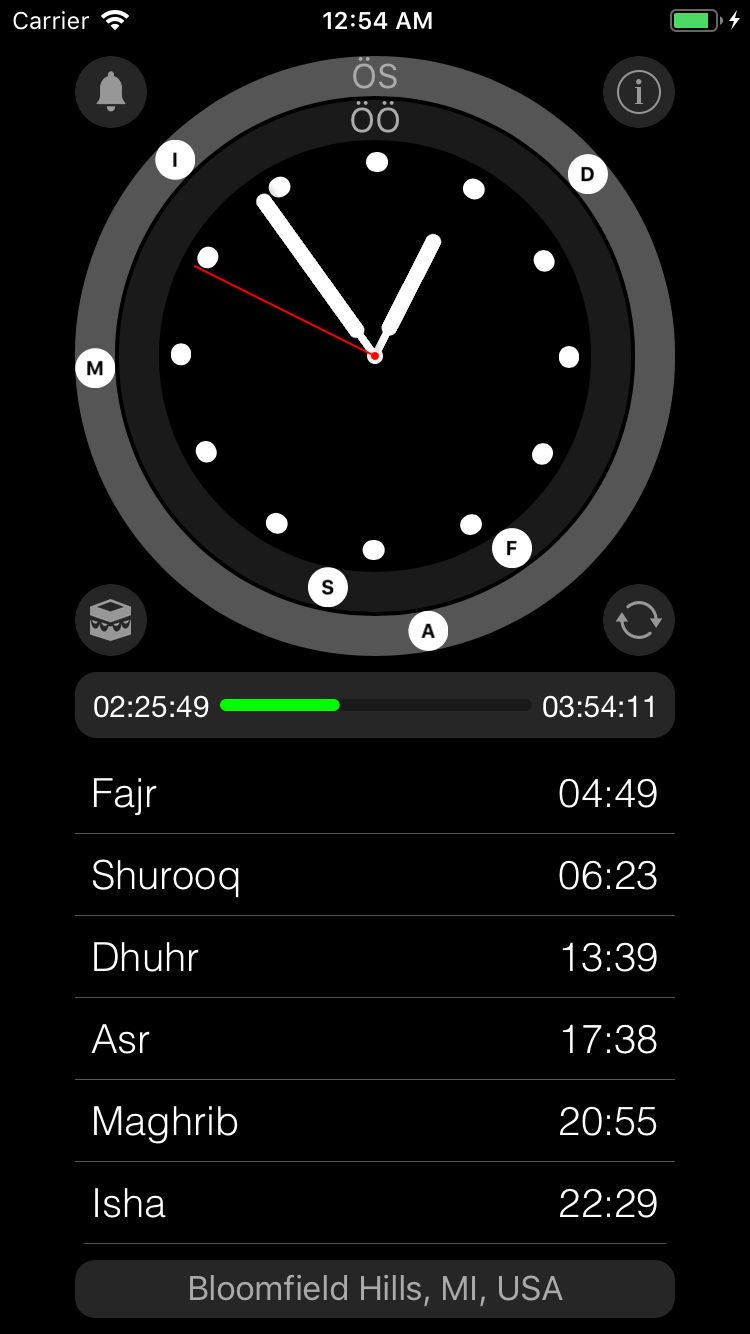 Carrier 12:54 AM
ÖS
ÖÖ
i
I
D
M
F
S
A
02:25:49 03:54:11
Fajr 04:49
Shurooq 06:23
Dhuhr 13:39
Asr 17:38
Maghrib 20:55
Isha 22:29
Bloomfield Hills, MI, USA